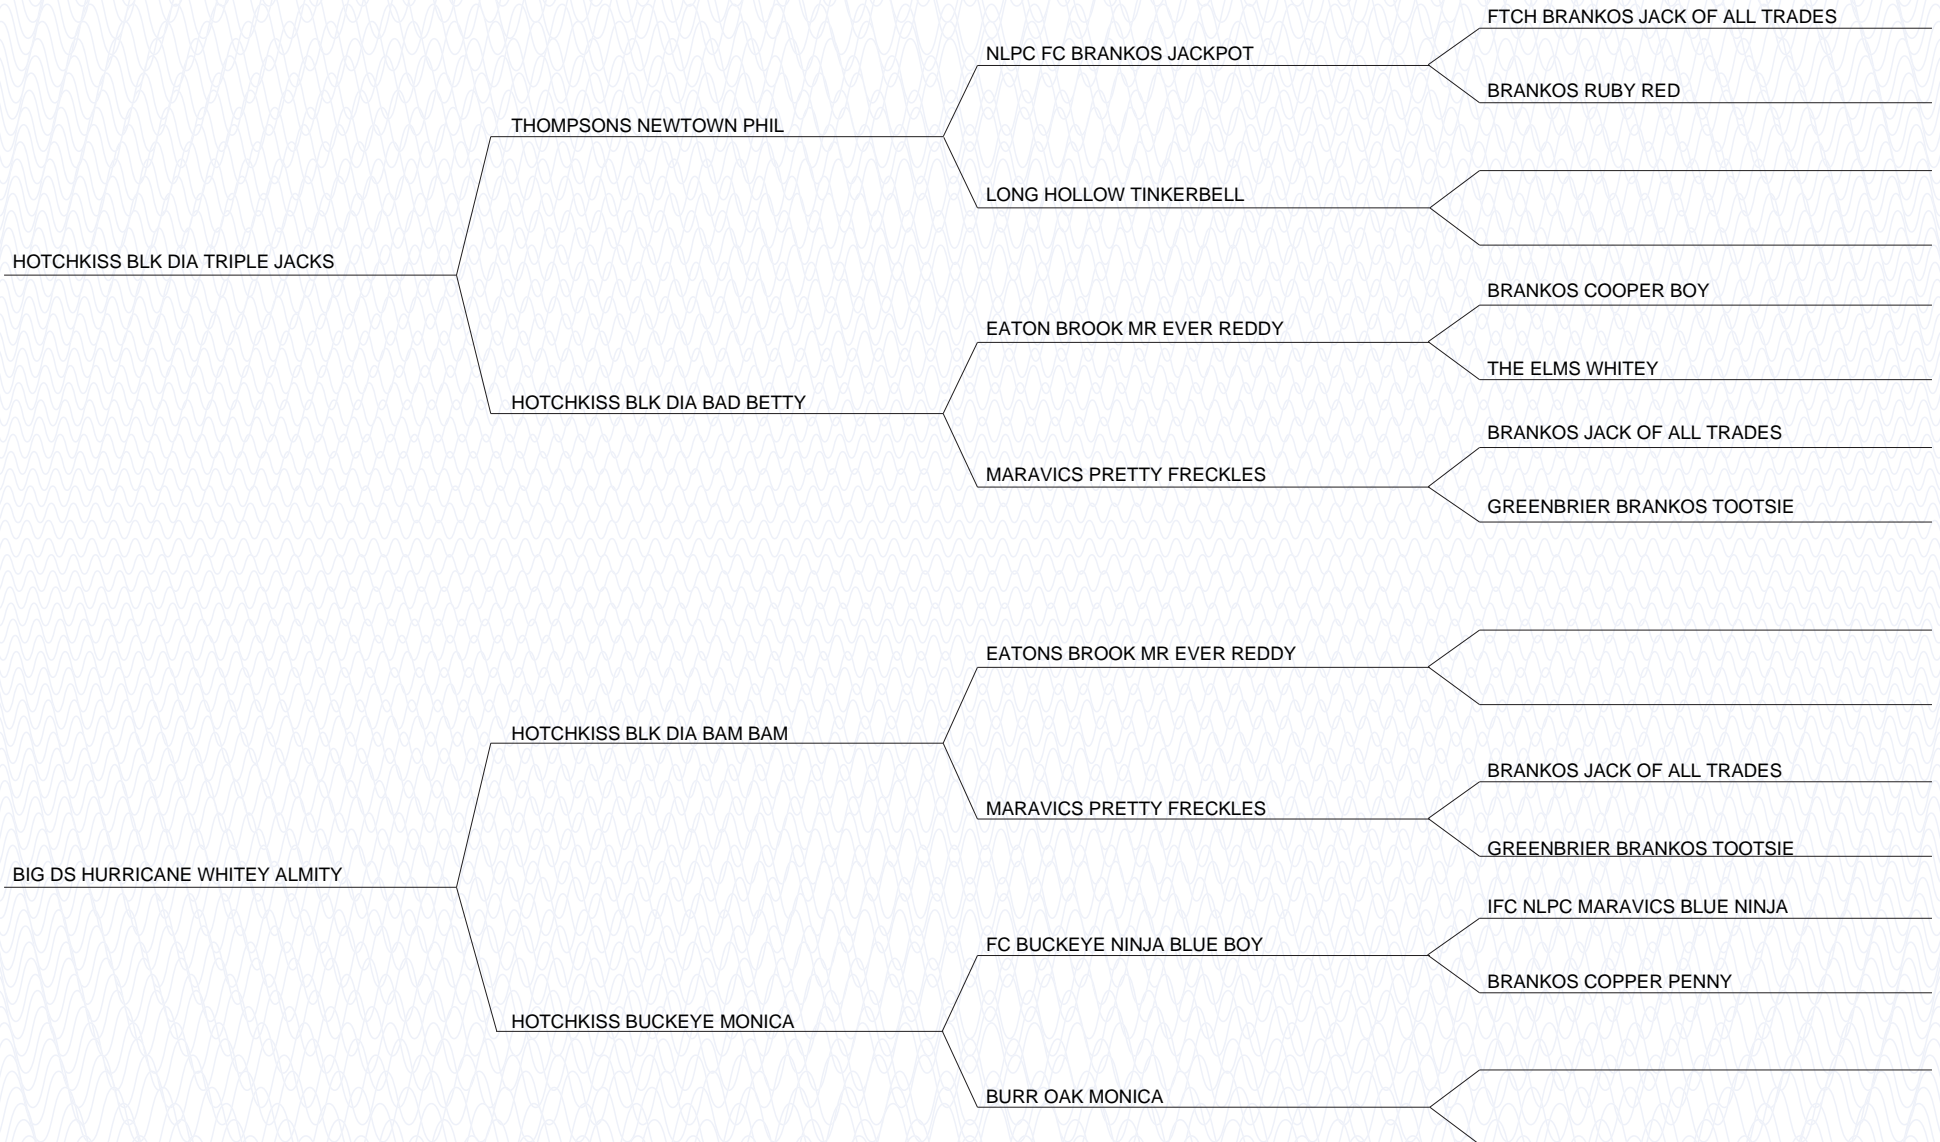 FTCH BRANKOS JACK OF ALL TRADES
NLPC FC BRANKOS JACKPOT
BRANKOS RUBY RED
THOMPSONS NEWTOWN PHIL
LONG HOLLOW TINKERBELL
HOTCHKISS BLK DIA TRIPLE JACKS
BRANKOS COOPER BOY
EATON BROOK MR EVER REDDY
THE ELMS WHITEY
HOTCHKISS BLK DIA BAD BETTY
BRANKOS JACK OF ALL TRADES
MARAVICS PRETTY FRECKLES
GREENBRIER BRANKOS TOOTSIE
EATONS BROOK MR EVER REDDY
HOTCHKISS BLK DIA BAM BAM
BRANKOS JACK OF ALL TRADES
MARAVICS PRETTY FRECKLES
GREENBRIER BRANKOS TOOTSIE
BIG DS HURRICANE WHITEY ALMITY
IFC NLPC MARAVICS BLUE NINJA
FC BUCKEYE NINJA BLUE BOY
BRANKOS COPPER PENNY
HOTCHKISS BUCKEYE MONICA
BURR OAK MONICA